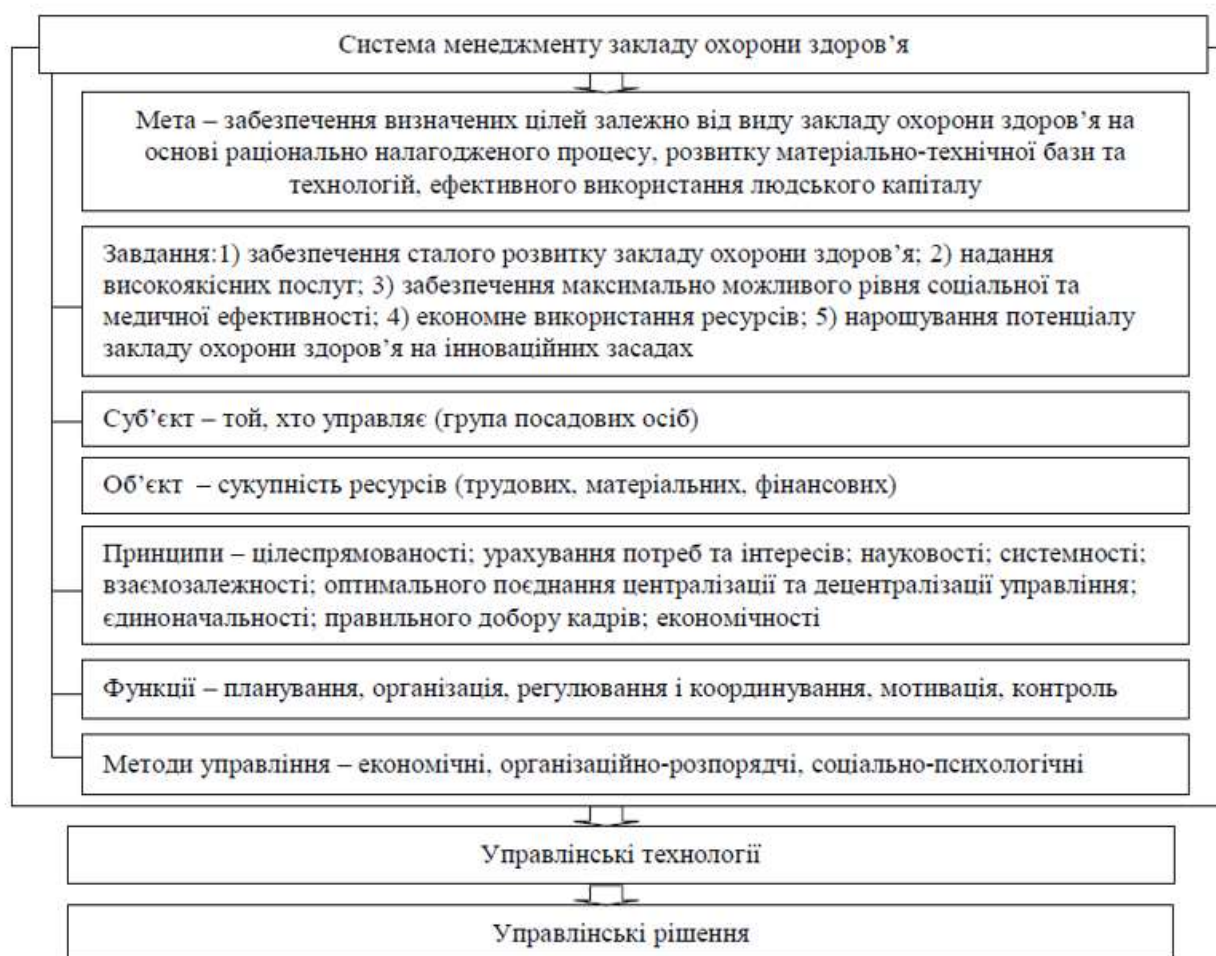 Система менеджменту закладу охорони здоров’я
Мета – забезпечення визначених цілей залежно від виду закладу охорони здоров’я на
основі раціонально налагодженого процесу, розвитку матеріально-технічної бази та
технологій, ефективного використання людського капіталу
Завдання:1) забезпечення сталого розвитку закладу охорони здоров’я; 2) надання
високоякісних послуг; 3) забезпечення максимально можливого рівня соціальної та
медичної ефективності; 4) економне використання ресурсів; 5) нарощування потенціалу
закладу охорони здоров’я на інноваційних засадах
Суб’єкт – той, хто управляє (група посадових осіб)
Об’єкт – сукупність ресурсів (трудових, матеріальних, фінансових)
Принципи – цілеспрямованості; урахування потреб та інтересів; науковості; системності;
взаємозалежності; оптимального поєднання централізації та децентралізації управління;
єдиноначальності; правильного добору кадрів; економічності
Функції – планування, організація, регулювання і координування, мотивація, контроль
Методи управління – економічні, організаційно-розпорядчі, соціально-психологічні
Управлінські технології
Управлінські рішення